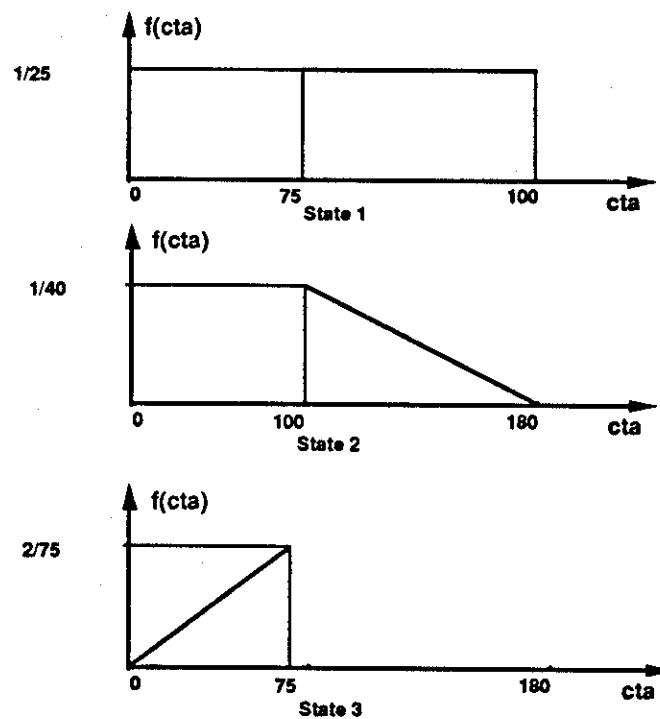 f(cta)
1/25
0 75 100 cta
State 1
f(cta)
1/40
0 100 180 cta
State 2
f(cta)
2/75
0 75 180 cta
State 3